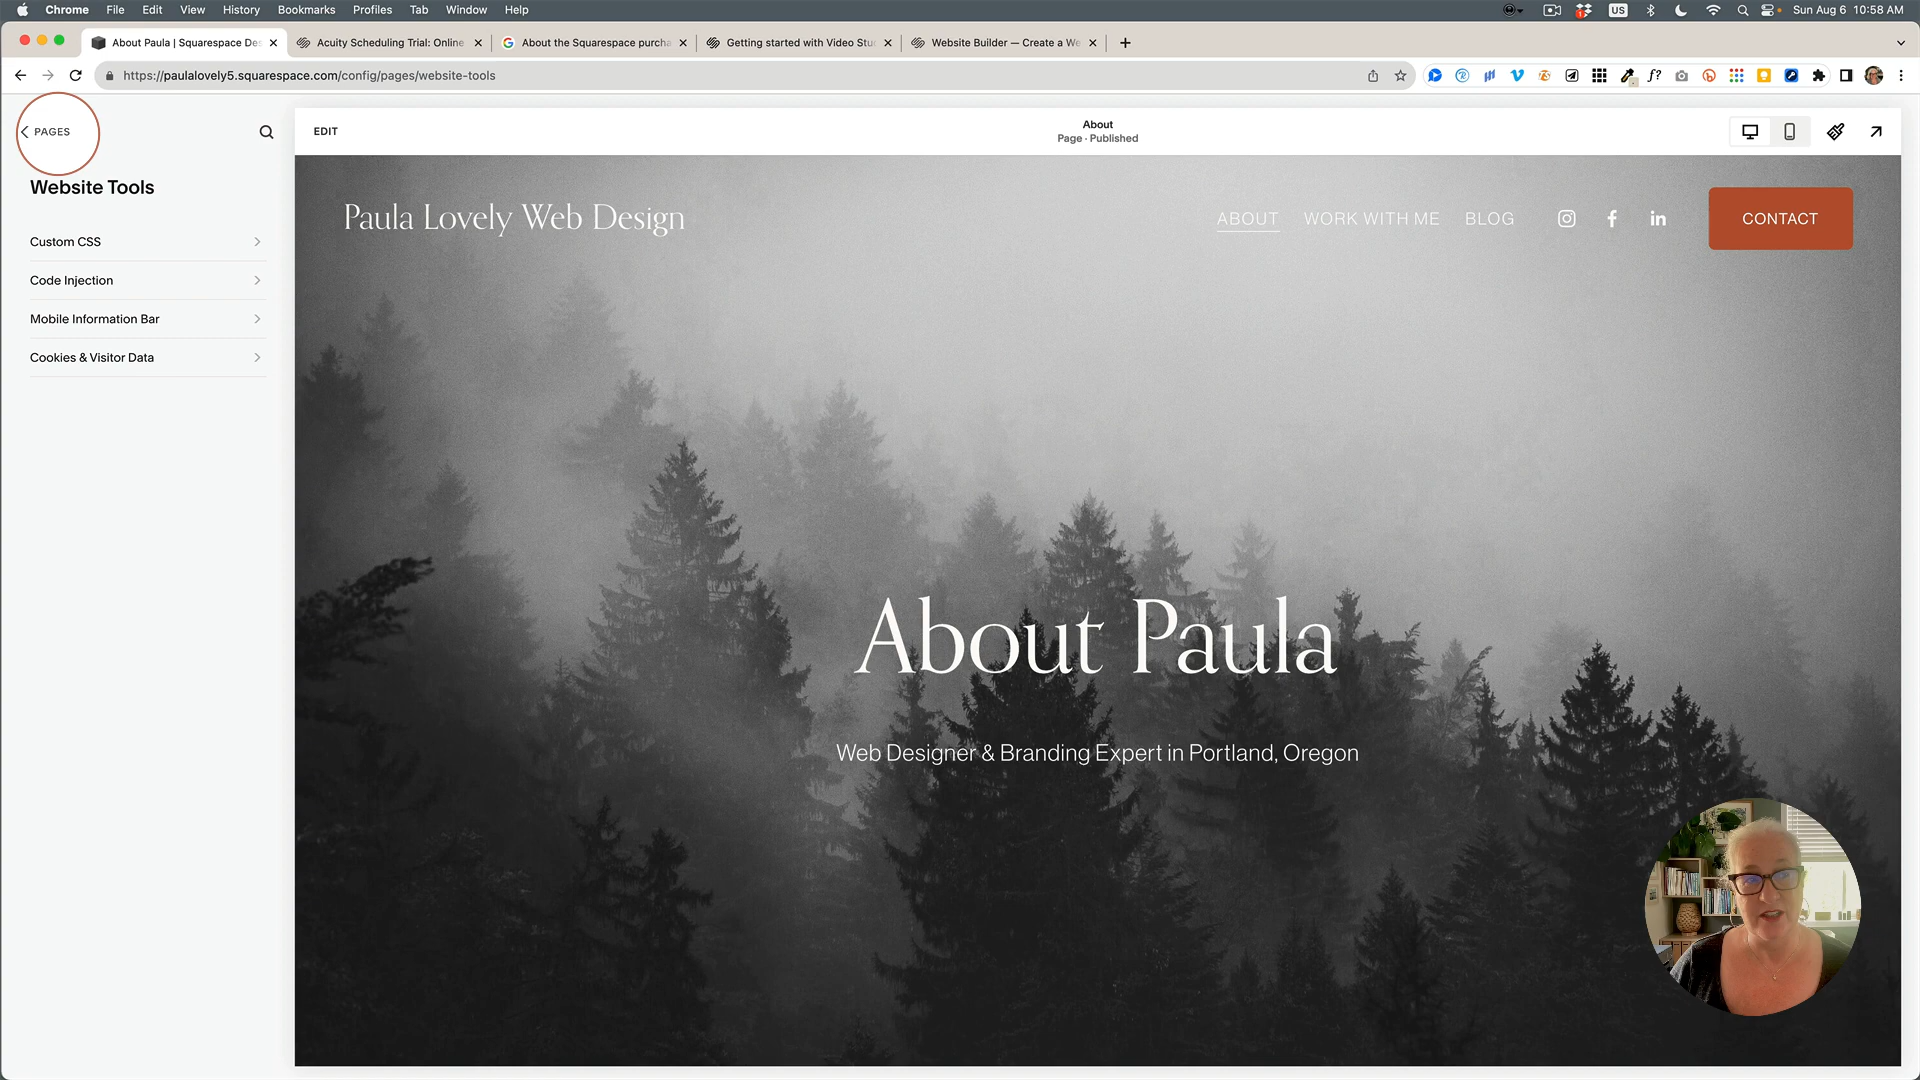 Chrome File Edit View History Bookmarks Profiles Tab Window Help US Sun Aug 6 10:58 AM
About Paula | Squarespace Des Acuity Scheduling Trial: Online About the Squarespace purcha Getting started with Video Stu Website Builder — Create a We
https://paulalovely5.squarespace.com/config/pages/website-tools f?
PAGES
EDIT
About
Page · Published
Website Tools
Custom CSS
Code Injection
Mobile Information Bar
Cookies & Visitor Data
Paula Lovely Web Design ABOUT WORK WITH ME BLOG CONTACT
About Paula
Web Designer & Branding Expert in Portland, Oregon